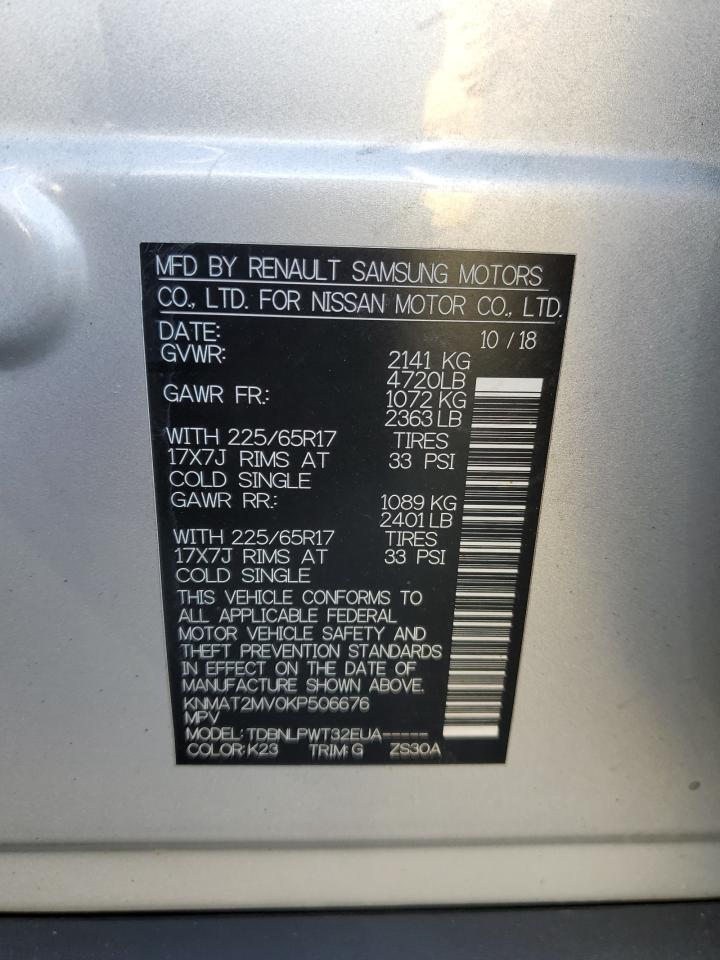 MFD BY RENAULT SAMSUNG MOTORS
CO., LTD. FOR NISSAN MOTOR CO., LTD.
DATE: 10 / 18
GVWR: 2141 KG
4720LB
GAWR FR.: 1072 KG
2363 LB
WITH 225/65R17 TIRES
17X7J RIMS AT 33 PSI
COLD SINGLE
GAWR RR.: 1089 KG
2401 LB
WITH 225/65R17 TIRES
17X7J RIMS AT 33 PSI
COLD SINGLE
THIS VEHICLE CONFORMS TO
ALL APPLICABLE FEDERAL
MOTOR VEHICLE SAFETY AND
THEFT PREVENTION STANDARDS
IN EFFECT ON THE DATE OF
MANUFACTURE SHOWN ABOVE.
KNMAT2MV0KP506676
MPV
MODEL: TDBNLPWT32EUA-----
COLOR: K23 TRIM: G ZS30A